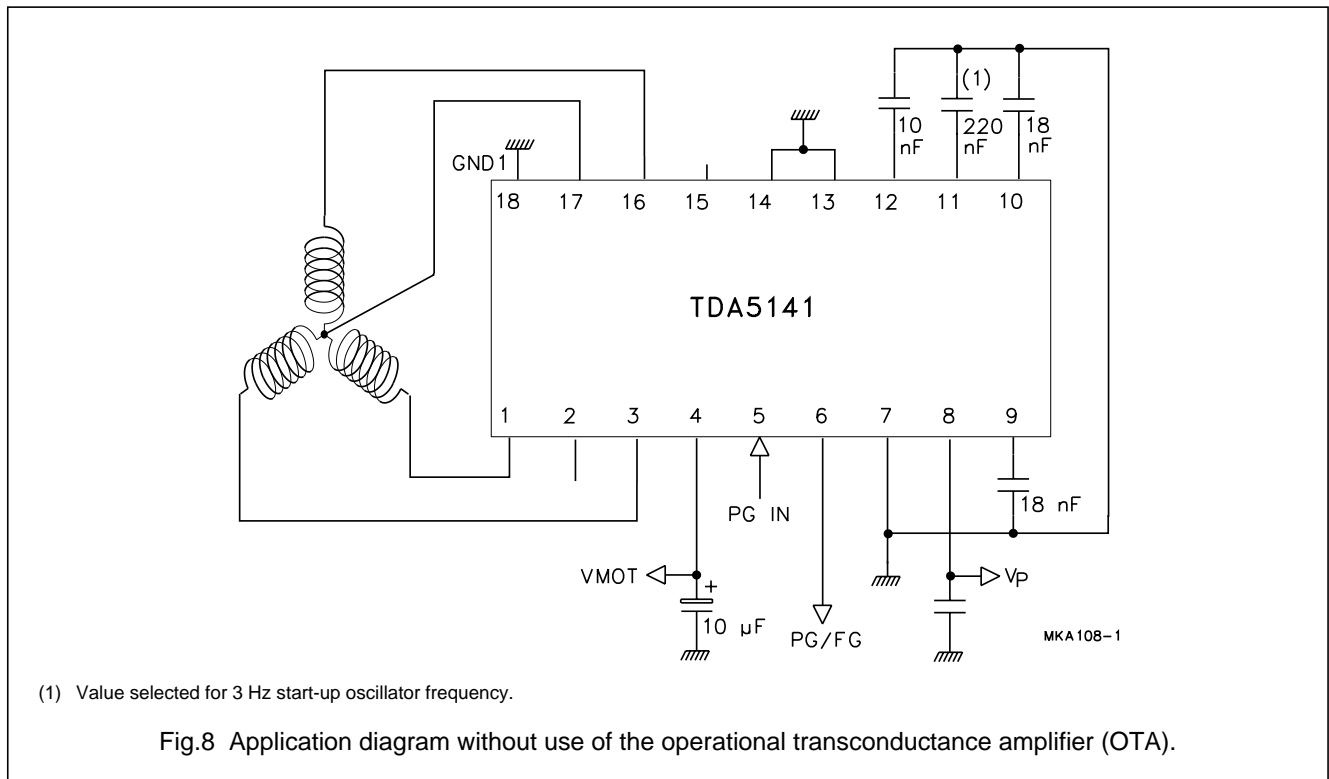 (1)
10 nF
220 nF
18 nF
GND1
18 17 16 15 14 13 12 11 10
TDA5141
1 2 3 4 5 6 7 8 9
18 nF
PG IN
VMOT
+
10 µF
PG/FG
VP
MKA108-1
(1) Value selected for 3 Hz start-up oscillator frequency.
Fig.8 Application diagram without use of the operational transconductance amplifier (OTA).